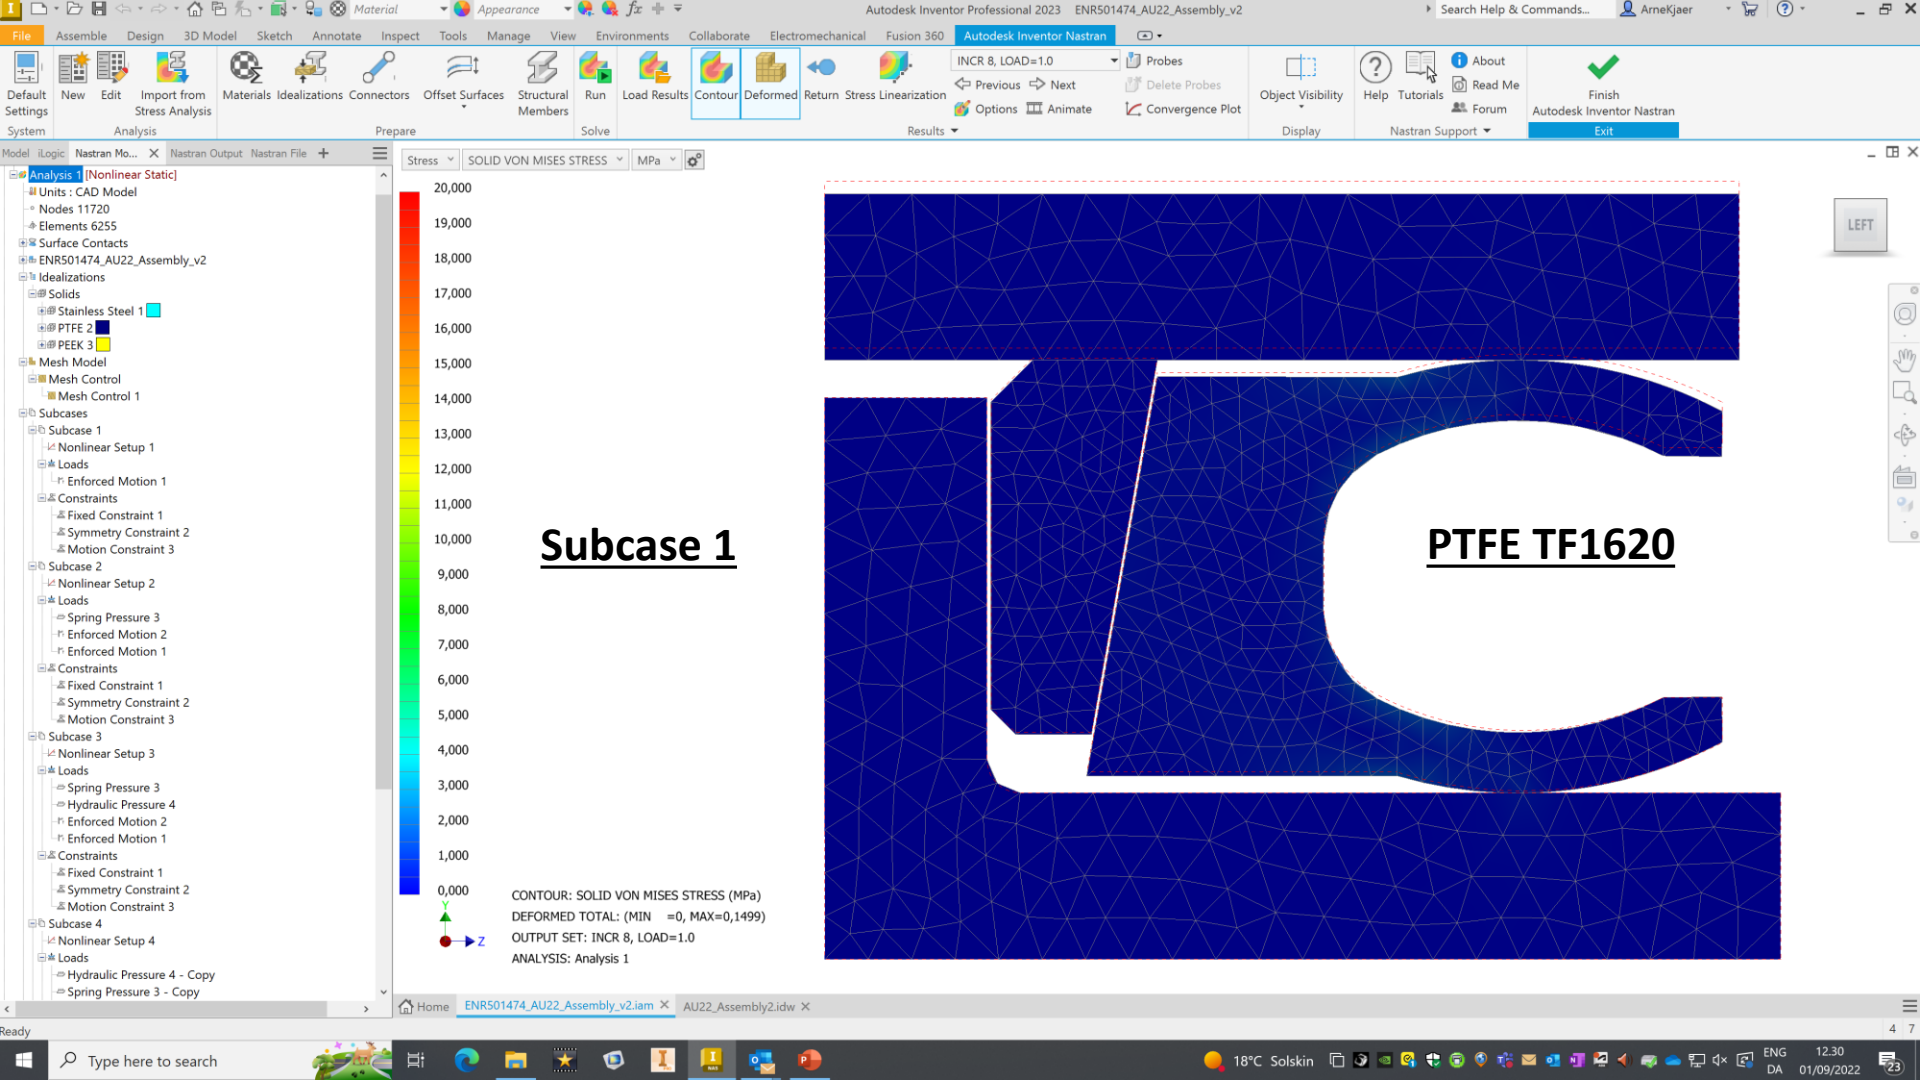 Material
Appearance
Autodesk Inventor Professional 2023 ENR501474_AU22_Assembly_v2
Search Help & Commands...
ArneKjaer
File Assemble Design 3D Model Sketch Annotate Inspect Tools Manage View Environments Collaborate Electromechanical Fusion 360 Autodesk Inventor Nastran
Default Settings
New
Edit
Import from Stress Analysis
Materials
Idealizations
Connectors
Offset Surfaces
Structural Members
Run
Load Results
Contour
Deformed
Return
Stress Linearization
INCR 8, LOAD=1.0
Previous Next
Options Animate
Probes
Delete Probes
Convergence Plot
Object Visibility
Help
Tutorials
About
Read Me
Forum
Finish
Autodesk Inventor Nastran
System Analysis Prepare Solve Results Display Nastran Support Exit
Model iLogic Nastran Mo... Nastran Output Nastran File
Analysis 1 [Nonlinear Static]
Units : CAD Model
Nodes 11720
Elements 6255
Surface Contacts
ENR501474_AU22_Assembly_v2
Idealizations
Solids
Stainless Steel 1
PTFE 2
PEEK 3
Mesh Model
Mesh Control
Mesh Control 1
Subcases
Subcase 1
Nonlinear Setup 1
Loads
Enforced Motion 1
Constraints
Fixed Constraint 1
Symmetry Constraint 2
Motion Constraint 3
Subcase 2
Nonlinear Setup 2
Loads
Spring Pressure 3
Enforced Motion 2
Enforced Motion 1
Constraints
Fixed Constraint 1
Symmetry Constraint 2
Motion Constraint 3
Subcase 3
Nonlinear Setup 3
Loads
Spring Pressure 3
Hydraulic Pressure 4
Enforced Motion 2
Enforced Motion 1
Constraints
Fixed Constraint 1
Symmetry Constraint 2
Motion Constraint 3
Subcase 4
Nonlinear Setup 4
Loads
Hydraulic Pressure 4 - Copy
Spring Pressure 3 - Copy
Stress SOLID VON MISES STRESS MPa
20,000
19,000
18,000
17,000
16,000
15,000
14,000
13,000
12,000
11,000
10,000
9,000
8,000
7,000
6,000
5,000
4,000
3,000
2,000
1,000
0,000
Y
Z
Subcase 1
PTFE TF1620
LEFT
CONTOUR: SOLID VON MISES STRESS (MPa)
DEFORMED TOTAL: (MIN =0, MAX=0,1499)
OUTPUT SET: INCR 8, LOAD=1.0
ANALYSIS: Analysis 1
Home ENR501474_AU22_Assembly_v2.iam AU22_Assembly2.idw
Ready
4 7
Type here to search
18°C Solskin
ENG
DA
12.30
01/09/2022
23